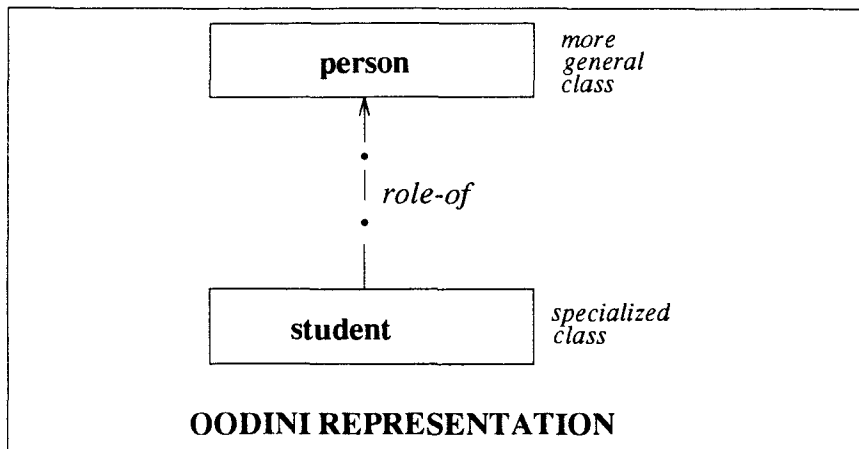 person
more
general
class
role-of
student
specialized
class
OODINI REPRESENTATION